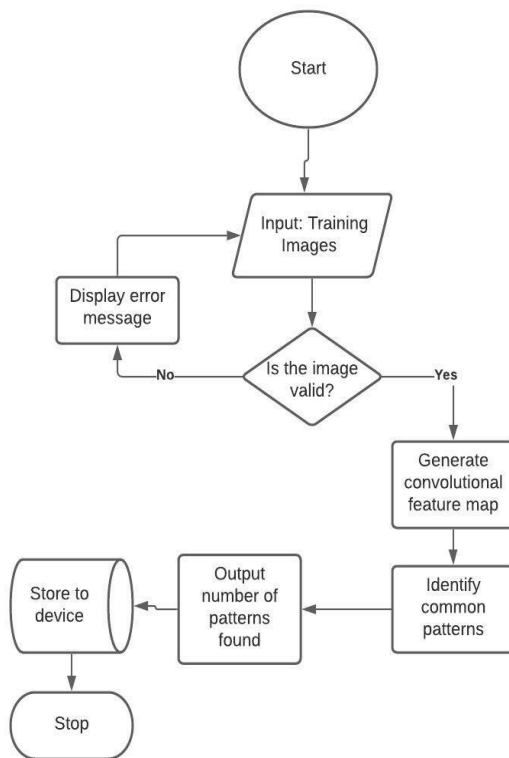 Start
Input: Training
Images
Display error
message
Is the image
valid?
No
Yes
Generate
convolutional
feature map
Identify
common
patterns
Output
number of
patterns
found
Store to
device
Stop